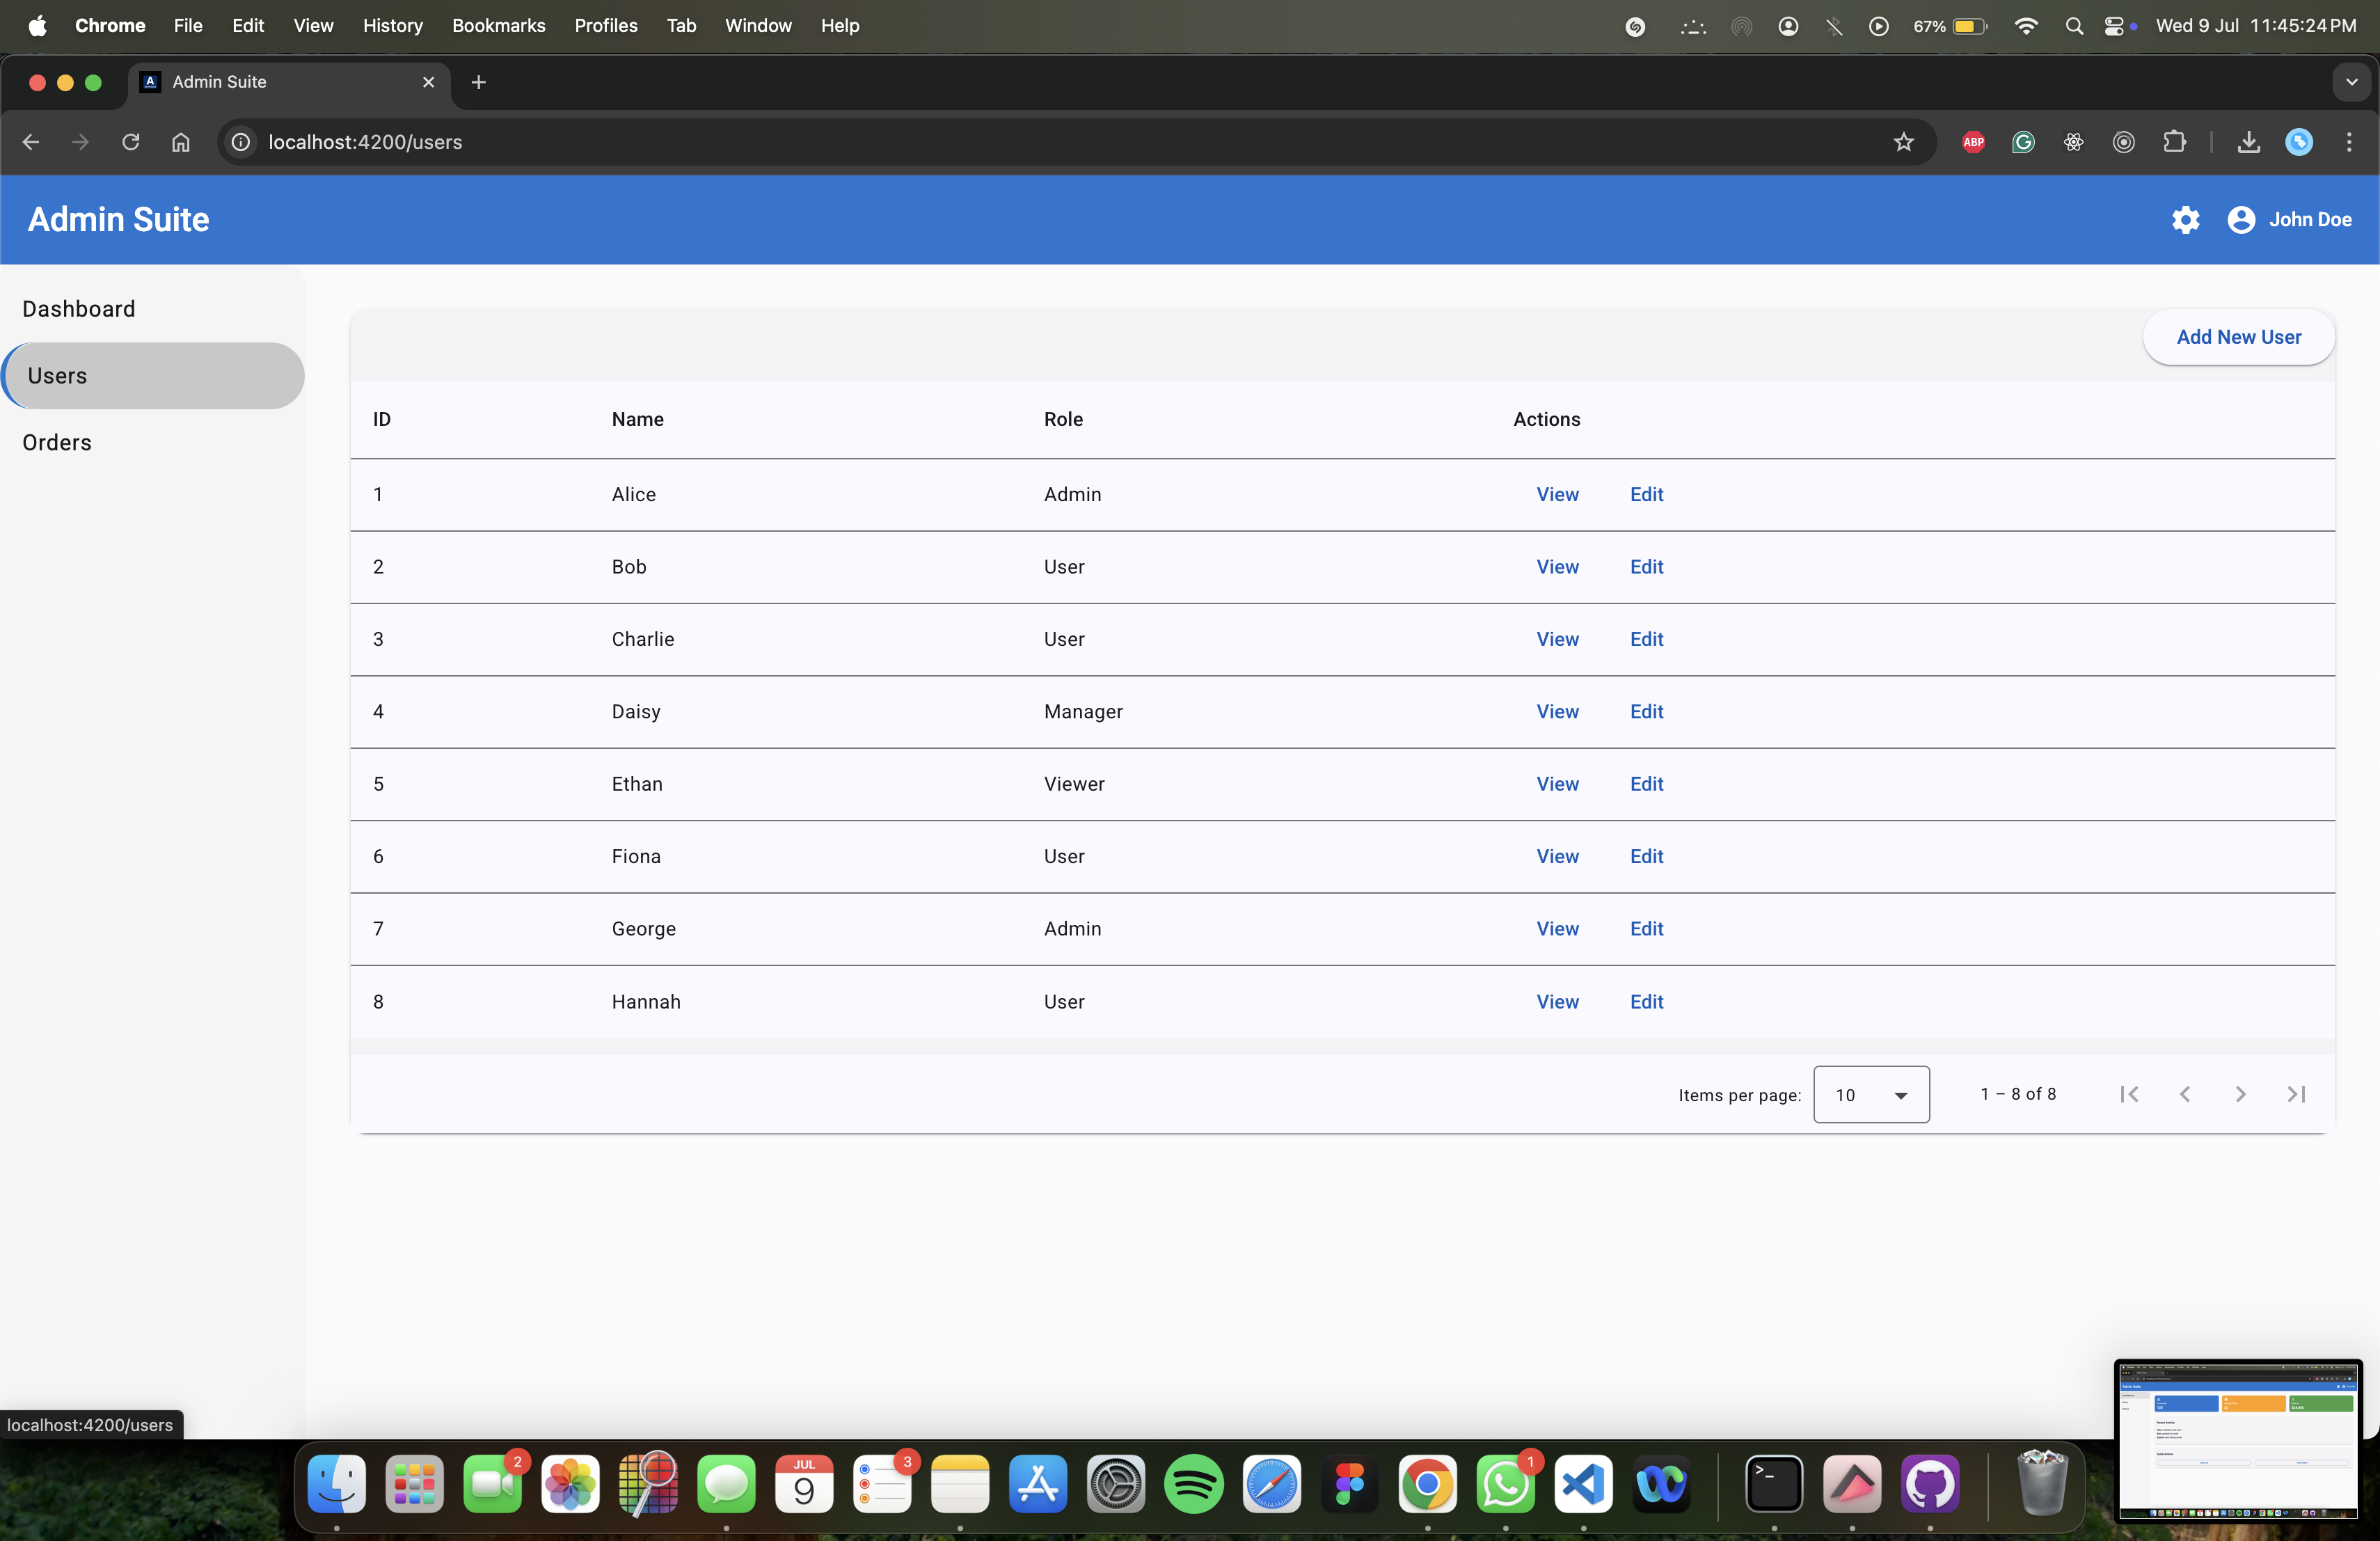 Chrome File Edit View History Bookmarks Profiles Tab Window Help 67% Wed 9 Jul 11:45:24 PM
Admin Suite
localhost:4200/users
ABP
Admin Suite
John Doe
Dashboard
Users
Orders
Add New User
ID Name Role Actions
1 Alice Admin View Edit
2 Bob User View Edit
3 Charlie User View Edit
4 Daisy Manager View Edit
5 Ethan Viewer View Edit
6 Fiona User View Edit
7 George Admin View Edit
8 Hannah User View Edit
Items per page: 10 1 – 8 of 8
localhost:4200/users
2
JUL
9
3
1